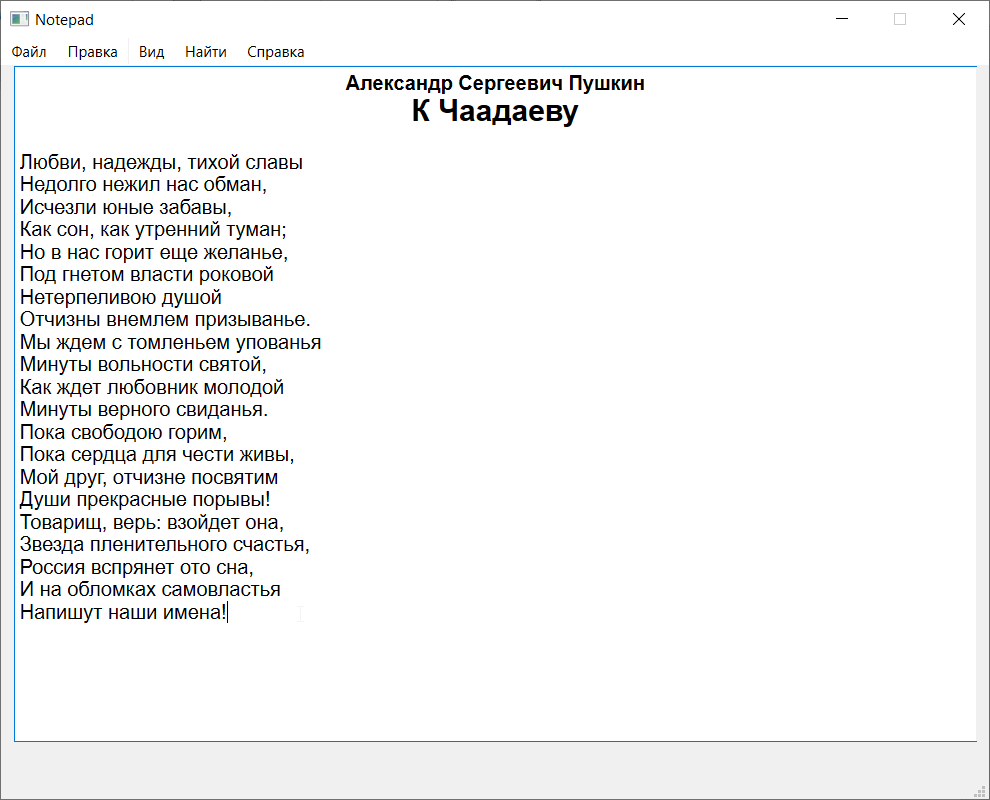 Notepad
Файл Правка Вид Найти Справка
Александр Сергеевич Пушкин
К Чаадаеву
Любви, надежды, тихой славы
Недолго нежил нас обман,
Исчезли юные забавы,
Как сон, как утренний туман;
Но в нас горит еще желанье,
Под гнетом власти роковой
Нетерпеливою душой
Отчизны внемлем призыванье.
Мы ждем с томленьем упованья
Минуты вольности святой,
Как ждет любовник молодой
Минуты верного свиданья.
Пока свободою горим,
Пока сердца для чести живы,
Мой друг, отчизне посвятим
Души прекрасные порывы!
Товарищ, верь: взойдет она,
Звезда пленительного счастья,
Россия вспрянет ото сна,
И на обломках самовластья
Напишут наши имена!